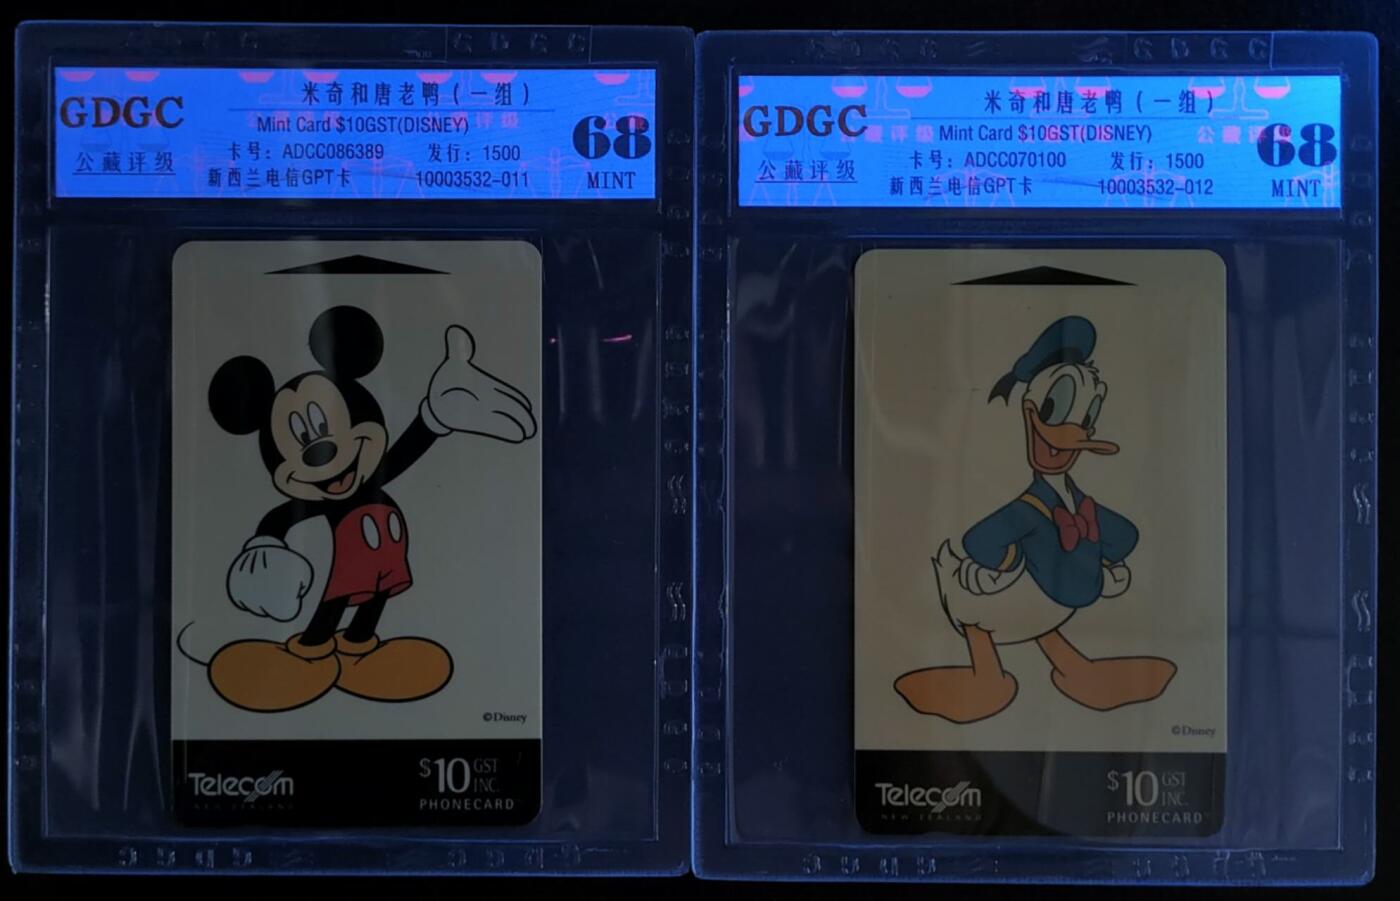 GDGC
公藏评级
米奇和唐老鸭（一组）
Mint Card $10GST(DISNEY)
卡号：ADCC086389 发行：1500
新西兰电信GPT卡 10003532-011
68
MINT
©Disney
Telecom
NEW ZEALAND
$10 GST
INC.
PHONECARD
GDGC
公藏评级
米奇和唐老鸭（一组）
Mint Card $10GST(DISNEY)
卡号：ADCC070100 发行：1500
新西兰电信GPT卡 10003532-012
68
MINT
©Disney
Telecom
NEW ZEALAND
$10 GST
INC.
PHONECARD